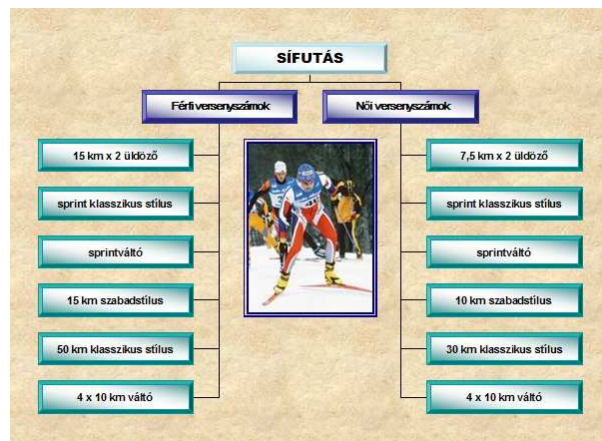 SÍFUTÁS
Férfi versenyszámok
Női versenyszámok
15 km x 2 üldöző
sprint klasszikus stílus
sprintváltó
15 km szabadstílus
50 km klasszikus stílus
4 x 10 km váltó
7,5 km x 2 üldöző
sprint klasszikus stílus
sprintváltó
10 km szabadstílus
30 km klasszikus stílus
4 x 10 km váltó